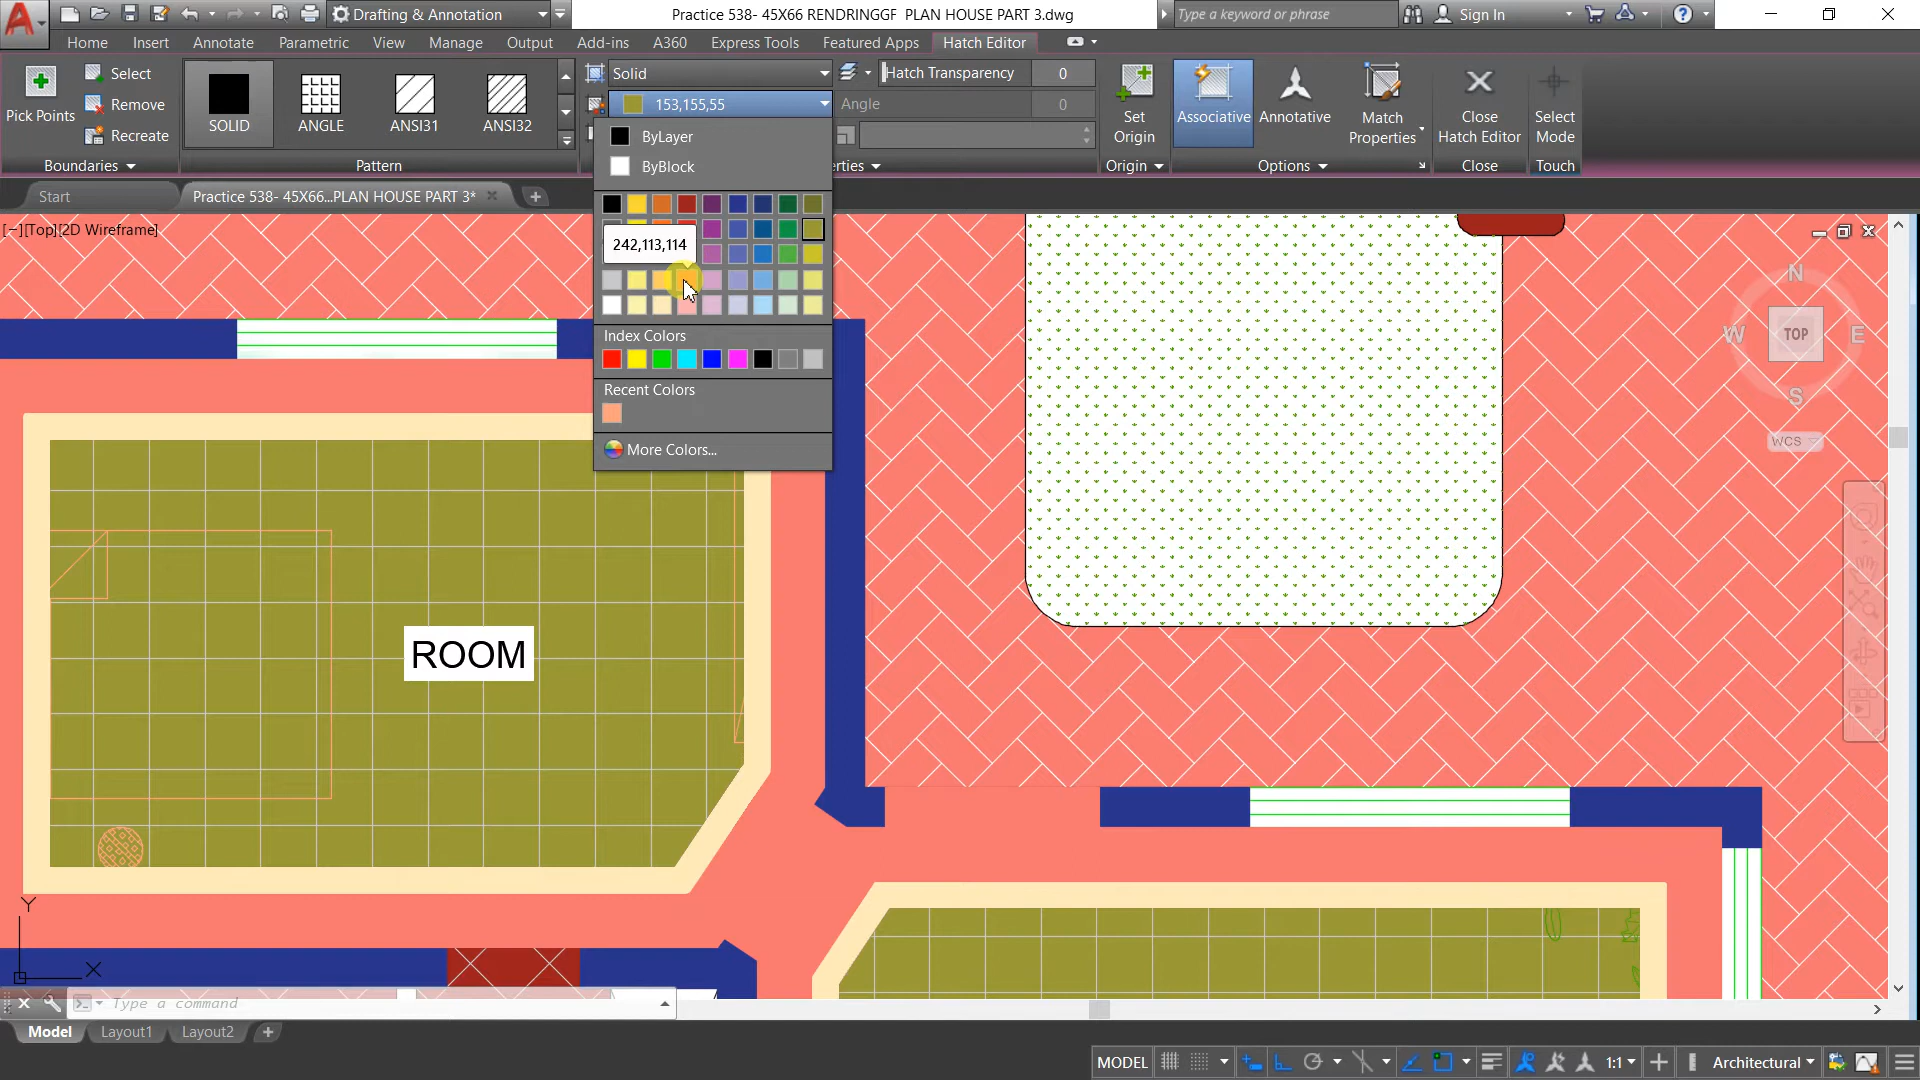 Drafting & Annotation
Practice 538- 45X66 RENDRINGGF PLAN HOUSE PART 3.dwg
Type a keyword or phrase
Sign In
Home
Insert
Annotate
Parametric
View
Manage
Output
Add-ins
A360
Express Tools
Featured Apps
Hatch Editor
Pick Points
Select
Remove
Recreate
Boundaries
SOLID
ANGLE
ANSI31
ANSI32
Pattern
Solid
153,155,55
Hatch Transparency
0
Angle
0
erties
Set
Origin
Origin
Associative
Annotative
Match
Properties
Options
Close
Hatch Editor
Close
Select
Mode
Touch
ByLayer
ByBlock
242,113,114
Index Colors
Recent Colors
More Colors...
Start
Practice 538- 45X66...PLAN HOUSE PART 3*
[−][Top][2D Wireframe]
N
W
TOP
E
S
WCS
ROOM
Y
X
Type a command
Model
Layout1
Layout2
MODEL
1:1
Architectural